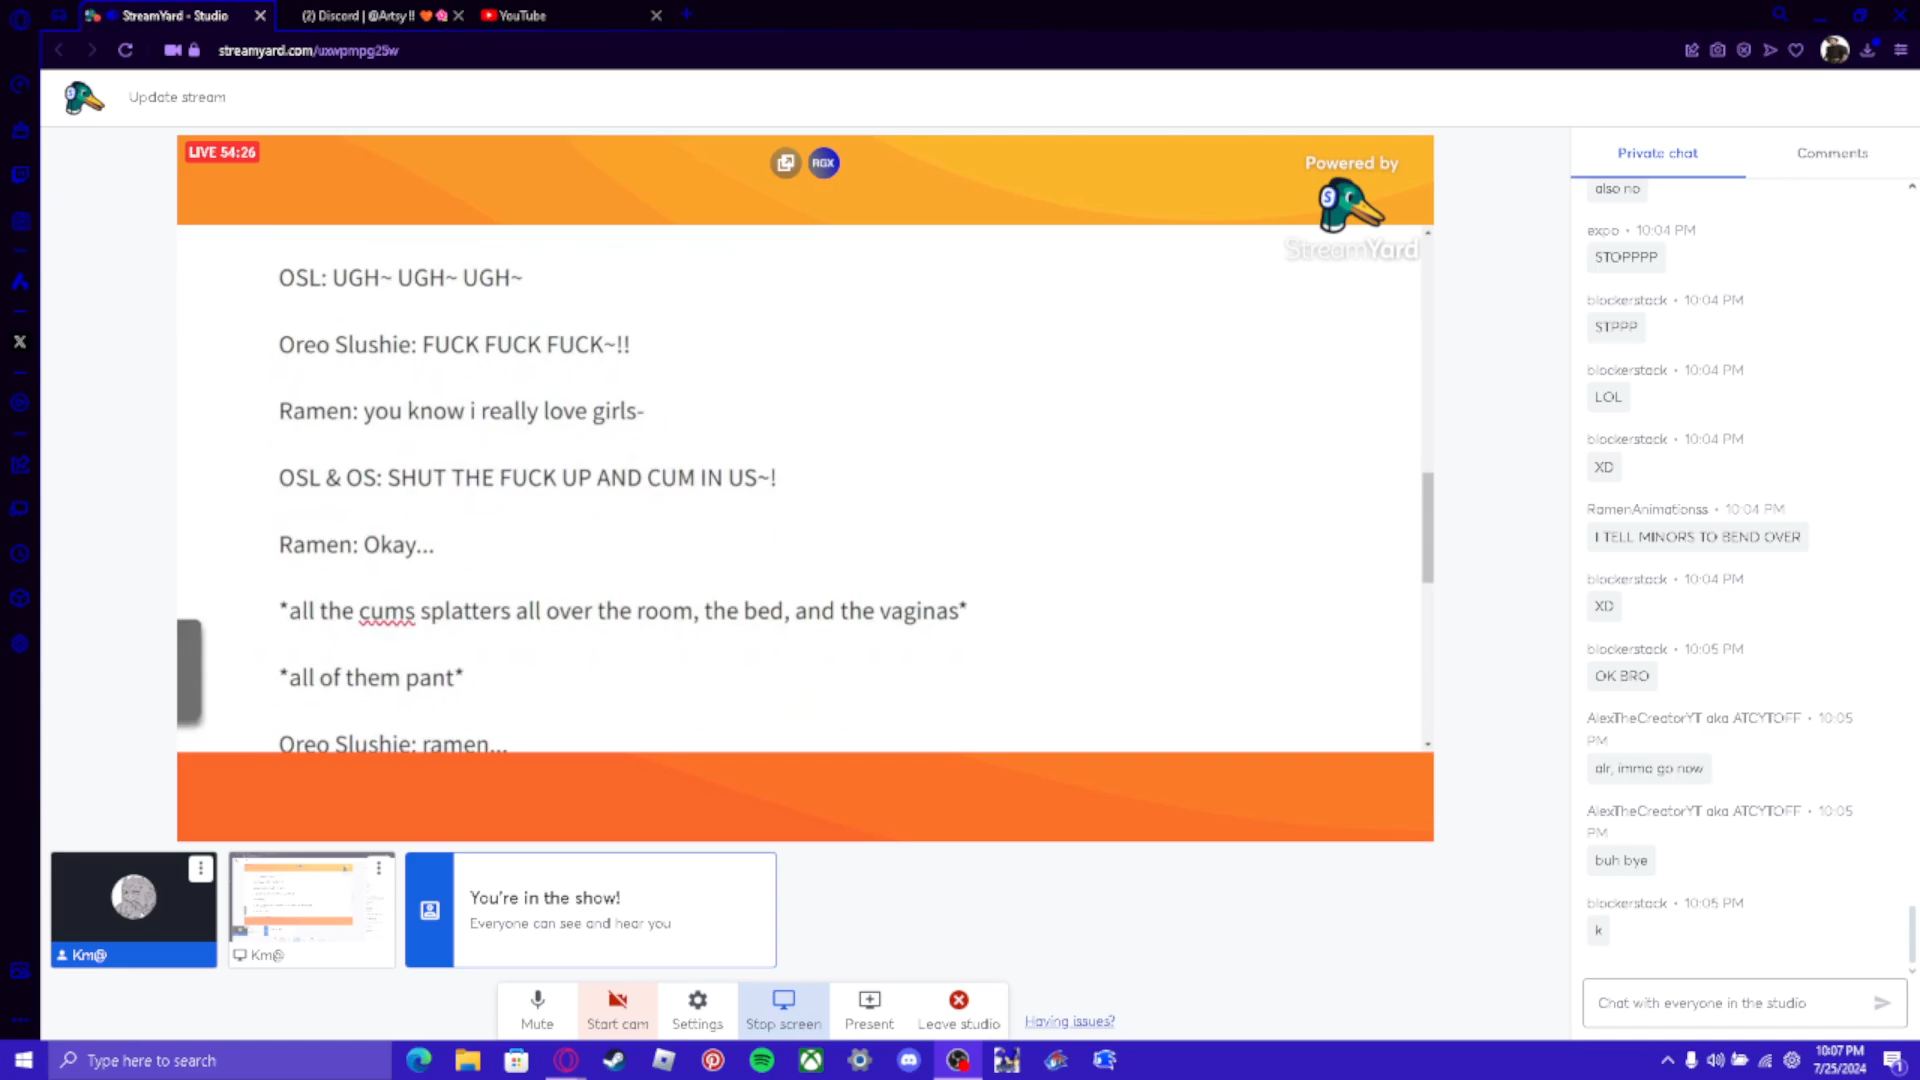 StreamYard - Studio
(2) Discord | @Artsy !!
YouTube
streamyard.com/uxwpmpg25w
Update stream
LIVE 54:26
RGX
Powered by
StreamYard
OSL: UGH~ UGH~ UGH~
Oreo Slushie: FUCK FUCK FUCK~!!
Ramen: you know i really love girls-
OSL & OS: SHUT THE FUCK UP AND CUM IN US~!
Ramen: Okay...
*all the cums splatters all over the room, the bed, and the vaginas*
*all of them pant*
Oreo Slushie: ramen...
Private chat
Comments
also no
expo • 10:04 PM
STOPPPP
blockerstack • 10:04 PM
STPPP
blockerstack • 10:04 PM
LOL
blockerstack • 10:04 PM
XD
RamenAnimationss • 10:04 PM
I TELL MINORS TO BEND OVER
blockerstack • 10:04 PM
XD
blockerstack • 10:05 PM
OK BRO
AlexTheCreatorYT aka ATCYTOFF • 10:05
PM
alr, imma go now
AlexTheCreatorYT aka ATCYTOFF • 10:05
PM
buh bye
blockerstack • 10:05 PM
k
Chat with everyone in the studio
Km@
Km@
You're in the show!
Everyone can see and hear you
Mute
Start cam
Settings
Stop screen
Present
Leave studio
Having issues?
Type here to search
10:07 PM
7/25/2024